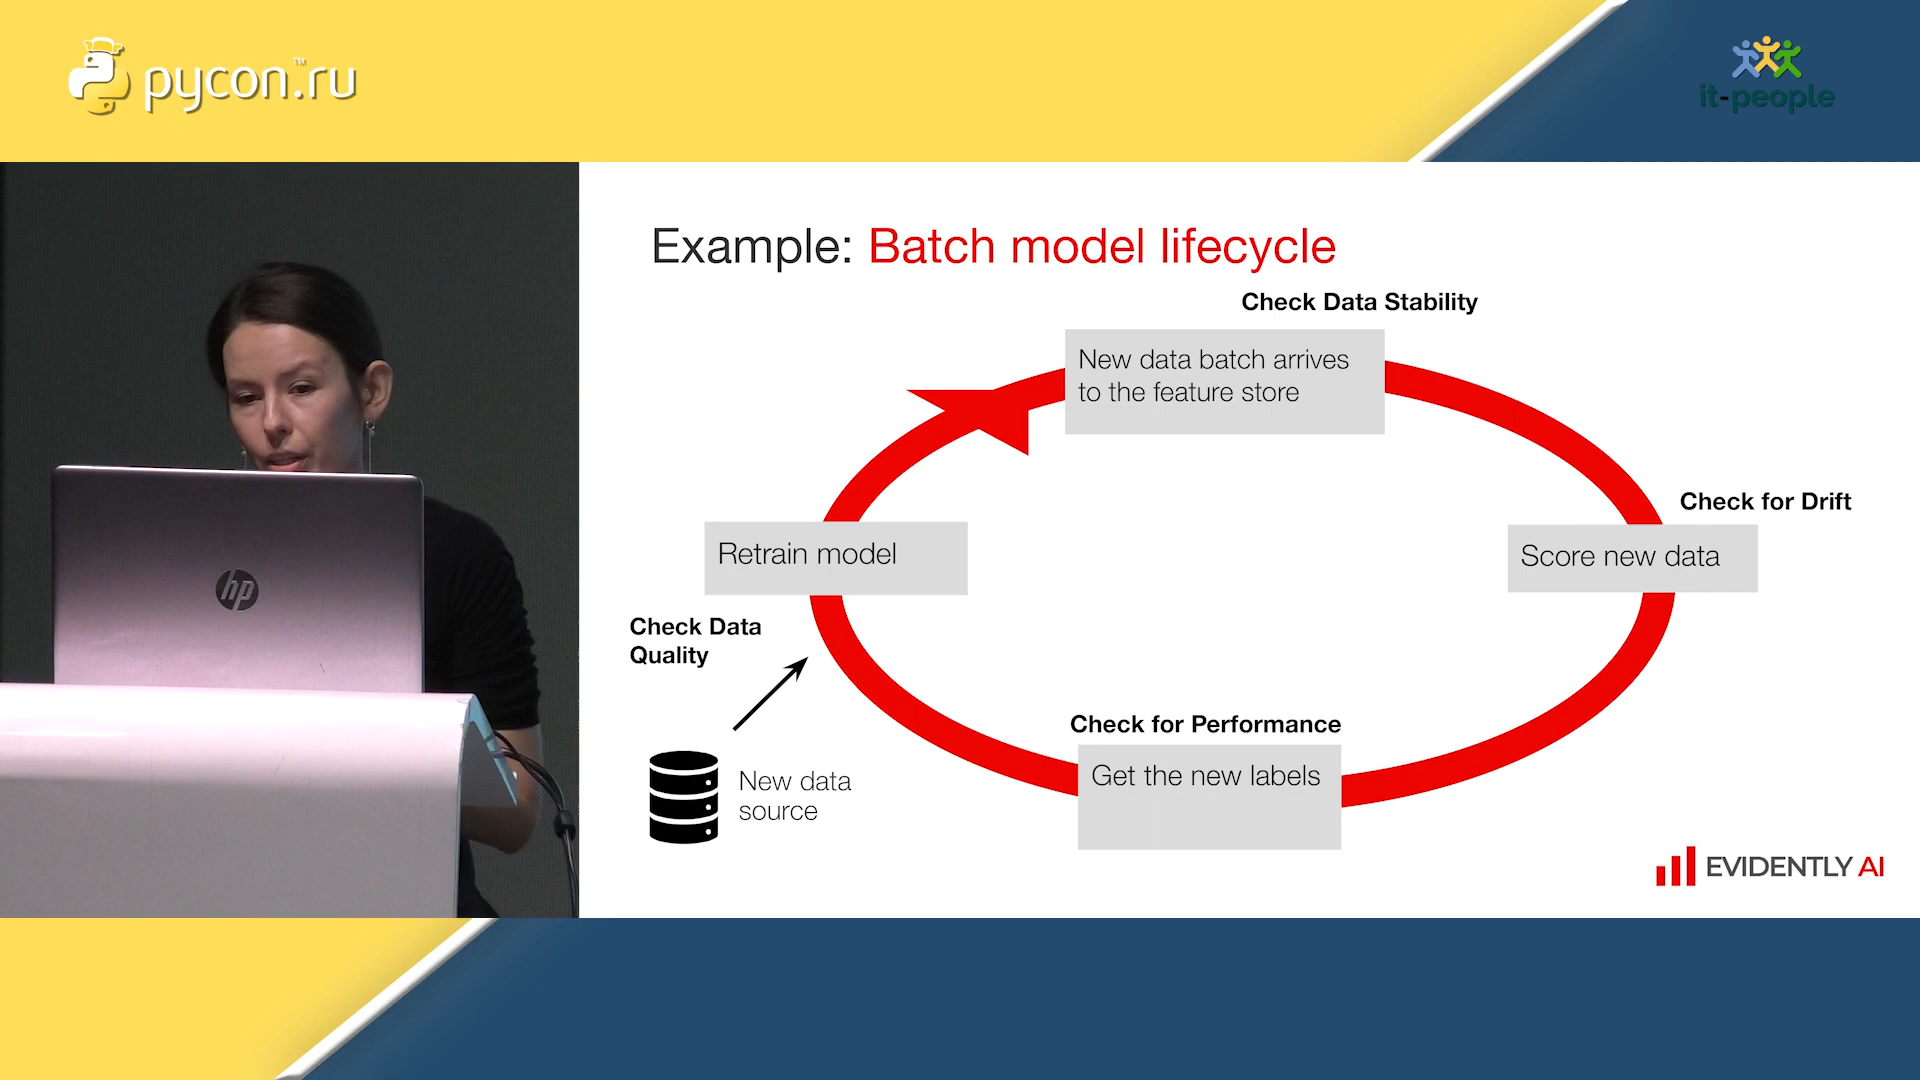 pycon.ru
™
it-people
Example: Batch model lifecycle
Check Data Stability
New data batch arrives
to the feature store
Check for Drift
Score new data
Retrain model
Check Data
Quality
Check for Performance
Get the new labels
New data
source
EVIDENTLY AI
hp